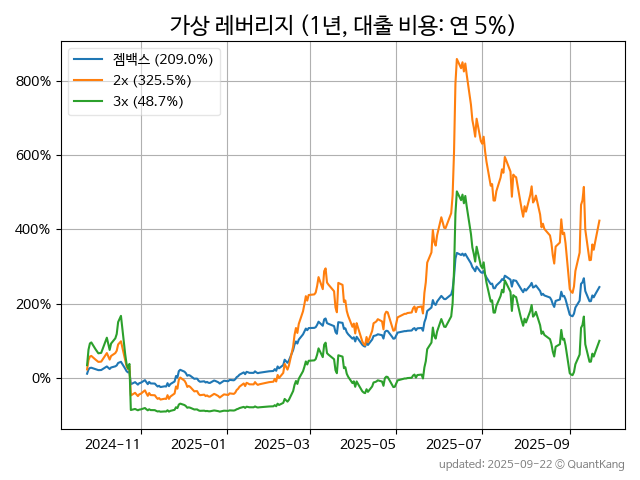 가상 레버리지 (1년, 대출 비용: 연 5%)
젬백스 (209.0%)
2x (325.5%)
3x (48.7%)
800%
600%
400%
200%
0%
2024-11 2025-01 2025-03 2025-05 2025-07 2025-09
updated: 2025-09-22 © QuantKang